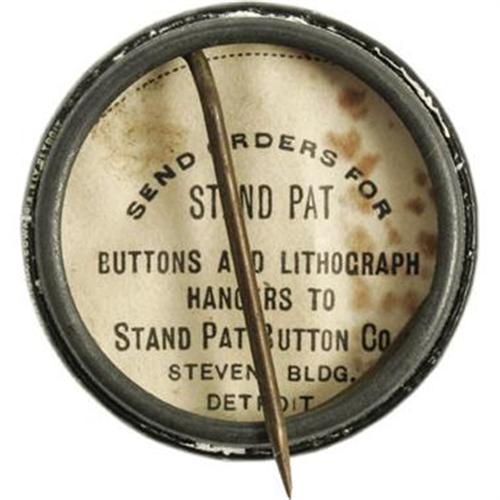 SEND ORDERS FOR
STAND PAT
BUTTONS AND LITHOGRAPH
HANGERS TO
STAND PAT BUTTON CO.
STEVENS BLDG.
DETROIT